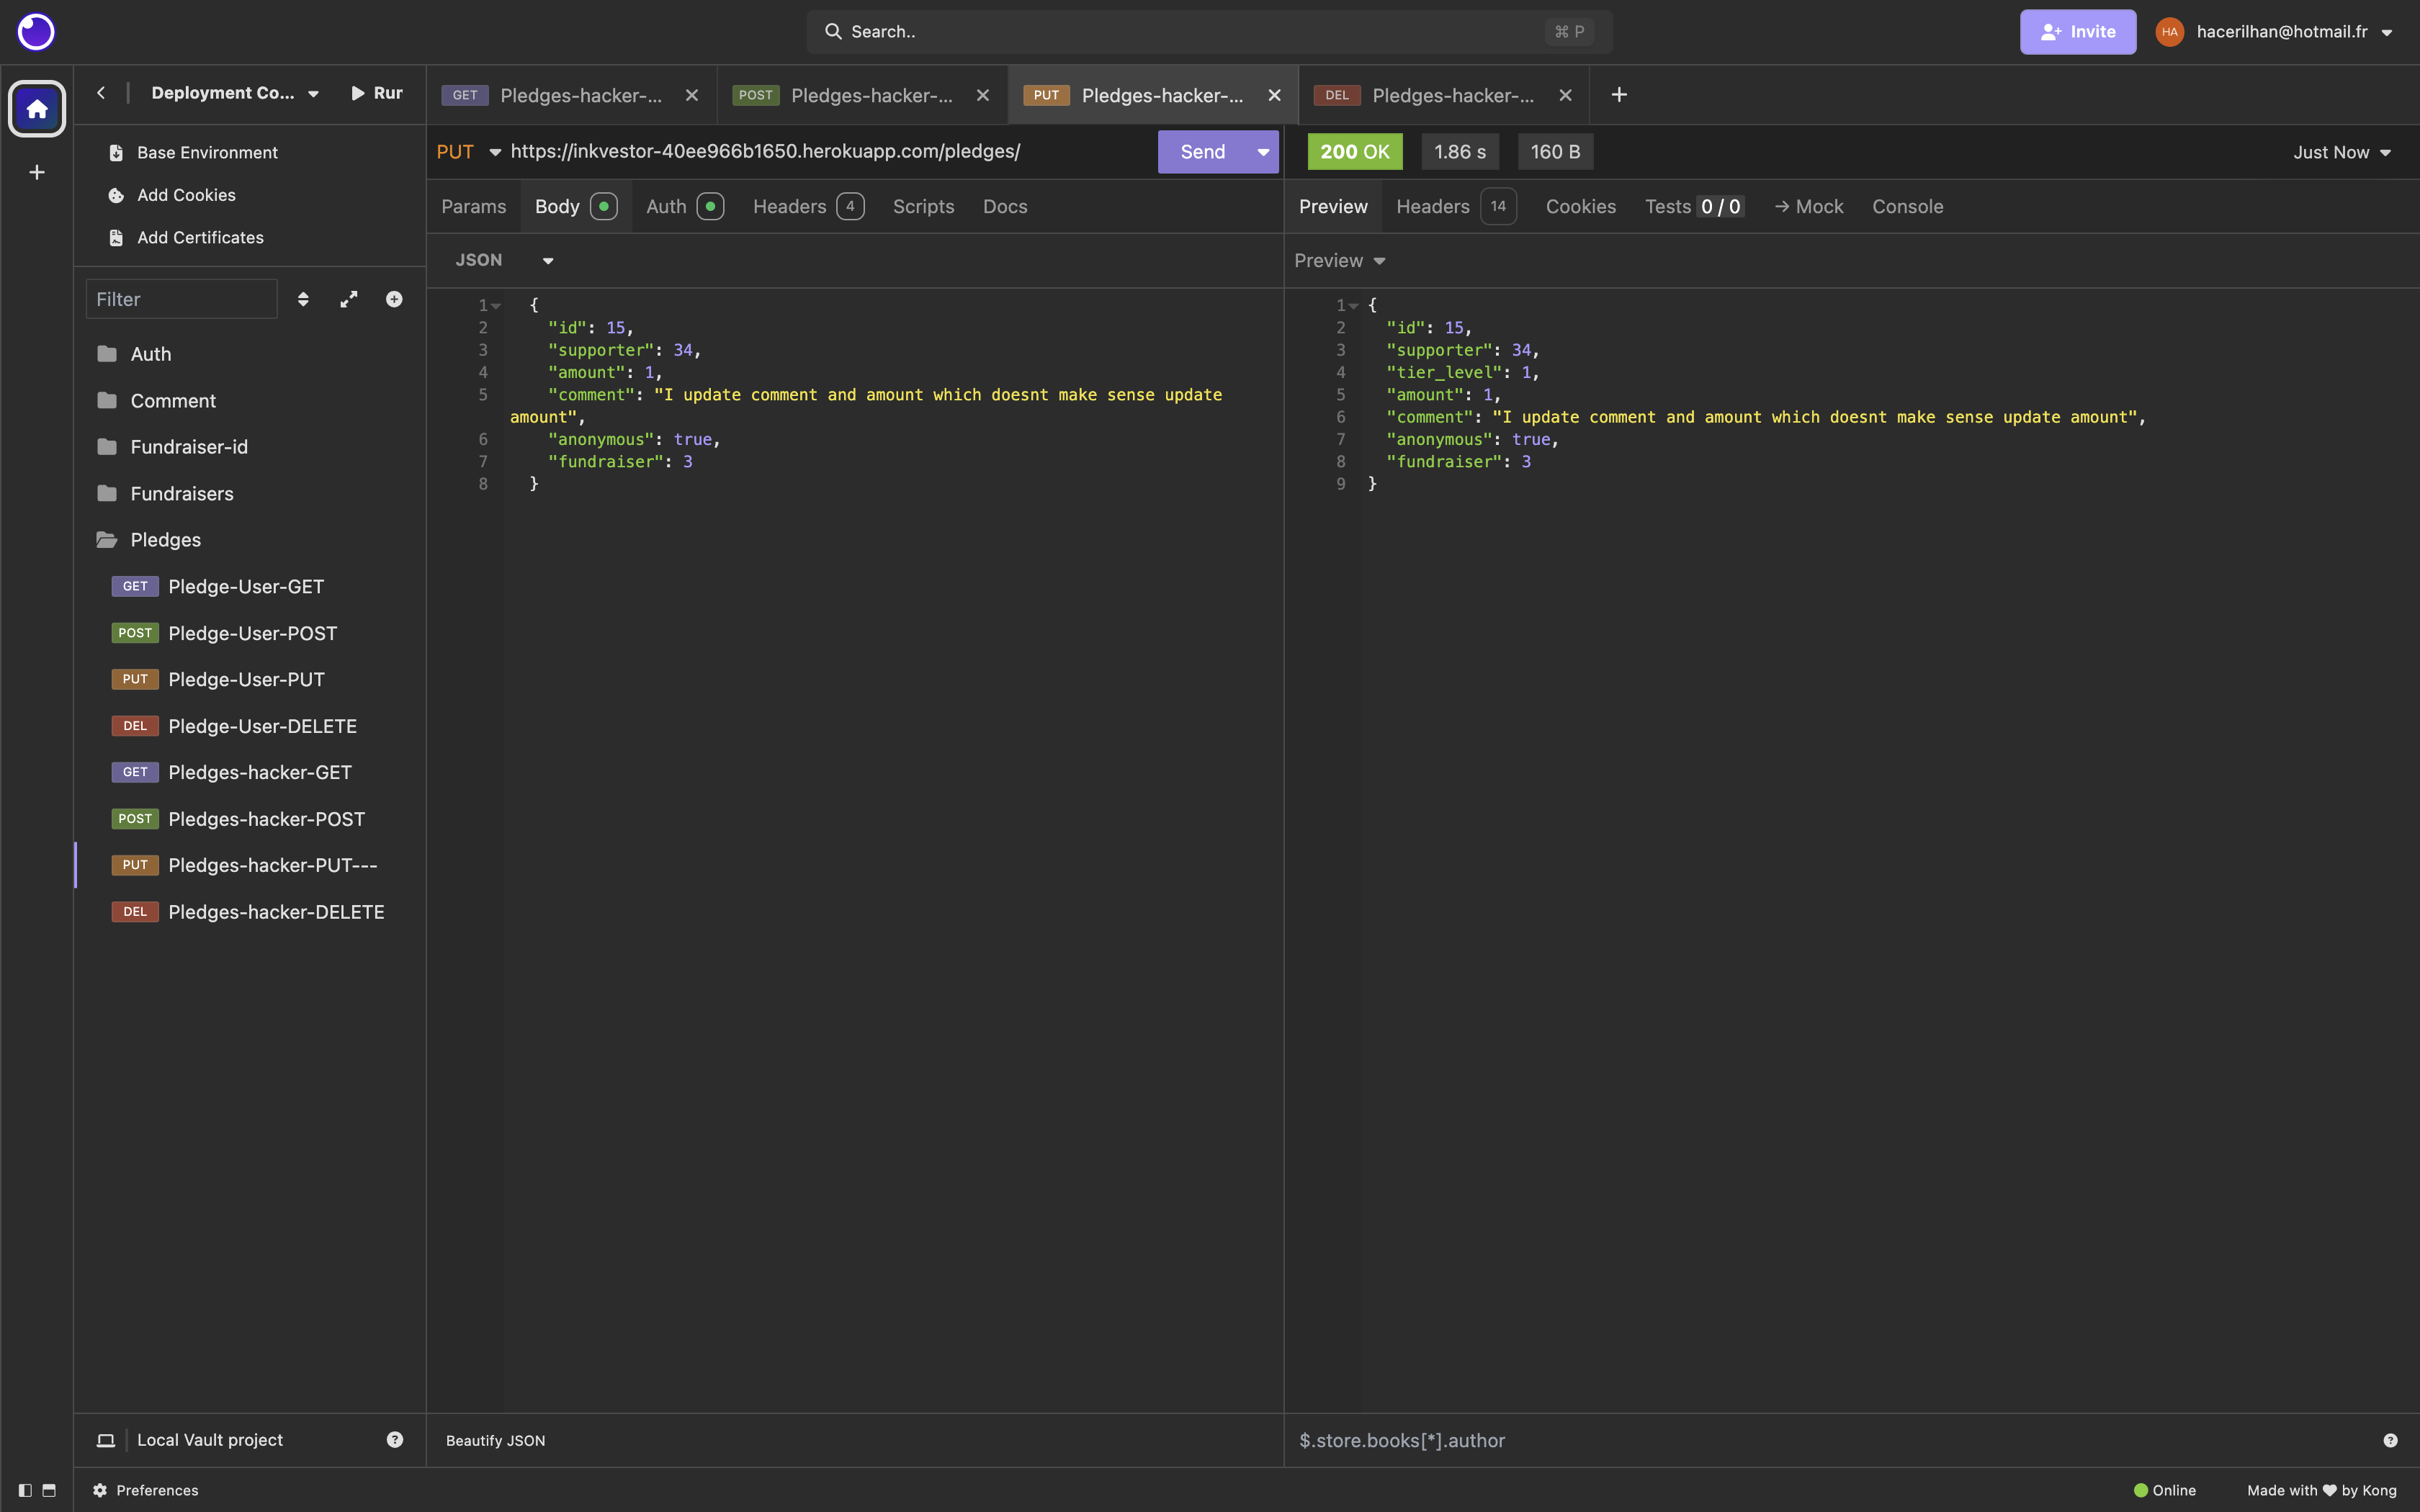 Search..
⌘ P
Invite
HA
hacerilhan@hotmail.fr
Deployment Co...
Run
GET Pledges-hacker-...
POST Pledges-hacker-...
PUT Pledges-hacker-...
DEL Pledges-hacker-...
Base Environment
Add Cookies
Add Certificates
Filter
Auth
Comment
Fundraiser-id
Fundraisers
Pledges
GET Pledge-User-GET
POST Pledge-User-POST
PUT Pledge-User-PUT
DEL Pledge-User-DELETE
GET Pledges-hacker-GET
POST Pledges-hacker-POST
PUT Pledges-hacker-PUT---
DEL Pledges-hacker-DELETE
Local Vault project
PUT https://inkvestor-40ee966b1650.herokuapp.com/pledges/
Send
Params Body Auth Headers 4 Scripts Docs
JSON
1 {
2 "id": 15,
3 "supporter": 34,
4 "amount": 1,
5 "comment": "I update comment and amount which doesnt make sense update
amount",
6 "anonymous": true,
7 "fundraiser": 3
8 }
Beautify JSON
200 OK 1.86 s 160 B
Just Now
Preview Headers 14 Cookies Tests 0 / 0 → Mock Console
Preview
1 {
2 "id": 15,
3 "supporter": 34,
4 "tier_level": 1,
5 "amount": 1,
6 "comment": "I update comment and amount which doesnt make sense update amount",
7 "anonymous": true,
8 "fundraiser": 3
9 }
$.store.books[*].author
Preferences
Online
Made with ♥ by Kong